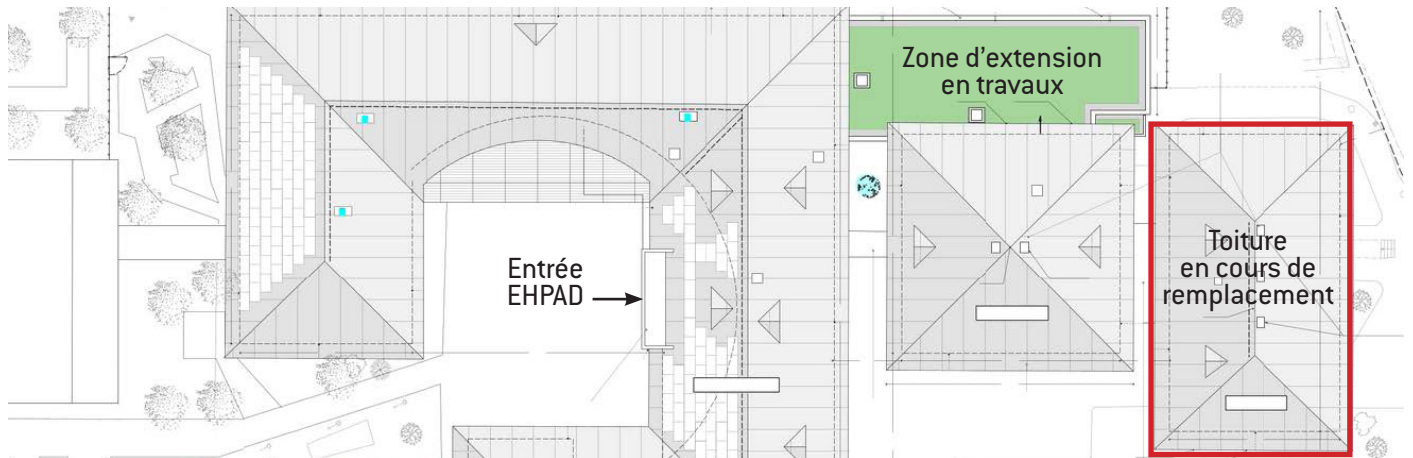 Zone d'extension
en travaux
Entrée
EHPAD
Toiture
en cours de
remplacement